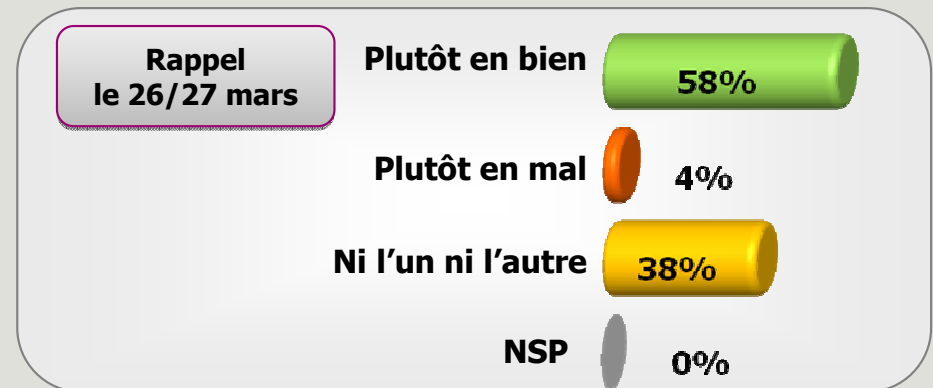 Rappel
le 26/27 mars
Plutôt en bien 58%
Plutôt en mal 4%
Ni l’un ni l’autre 38%
NSP 0%